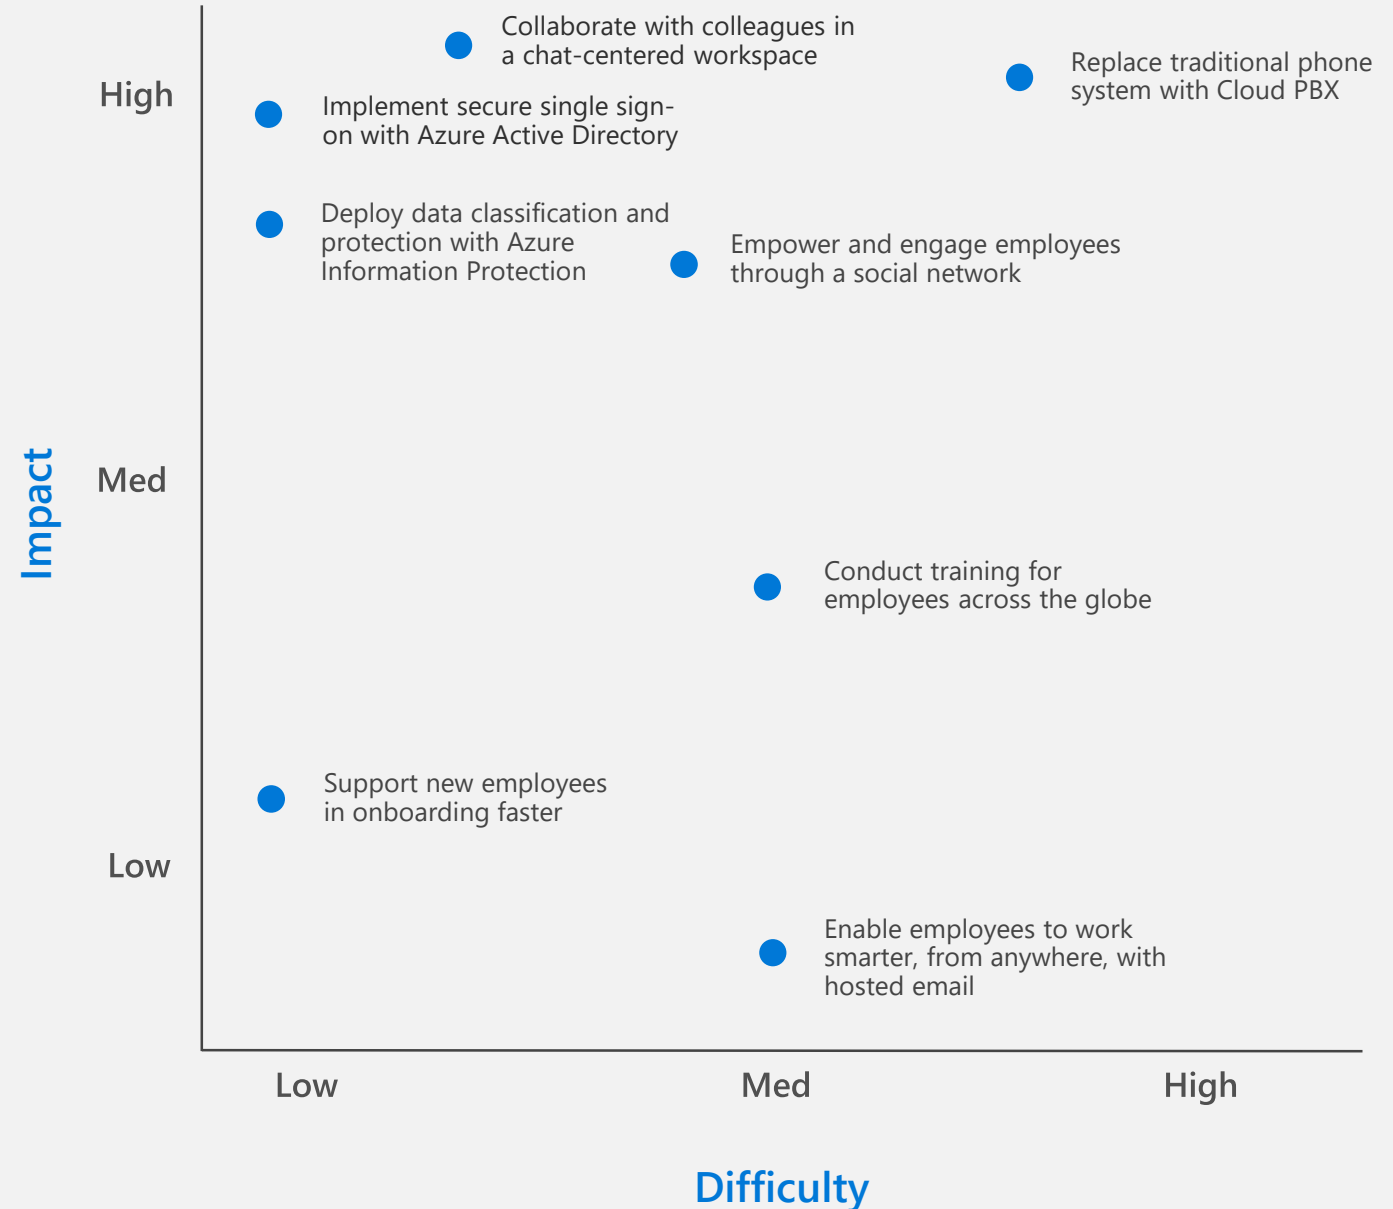 Collaborate with colleagues in
a chat-centered workspace
Replace traditional phone
system with Cloud PBX
High
Implement secure single sign-
on with Azure Active Directory
Deploy data classification and
protection with Azure
Information Protection
Empower and engage employees
through a social network
Impact
Med
Conduct training for
employees across the globe
Support new employees
in onboarding faster
Low
Enable employees to work
smarter, from anywhere, with
hosted email
Low
Med
High
Difficulty